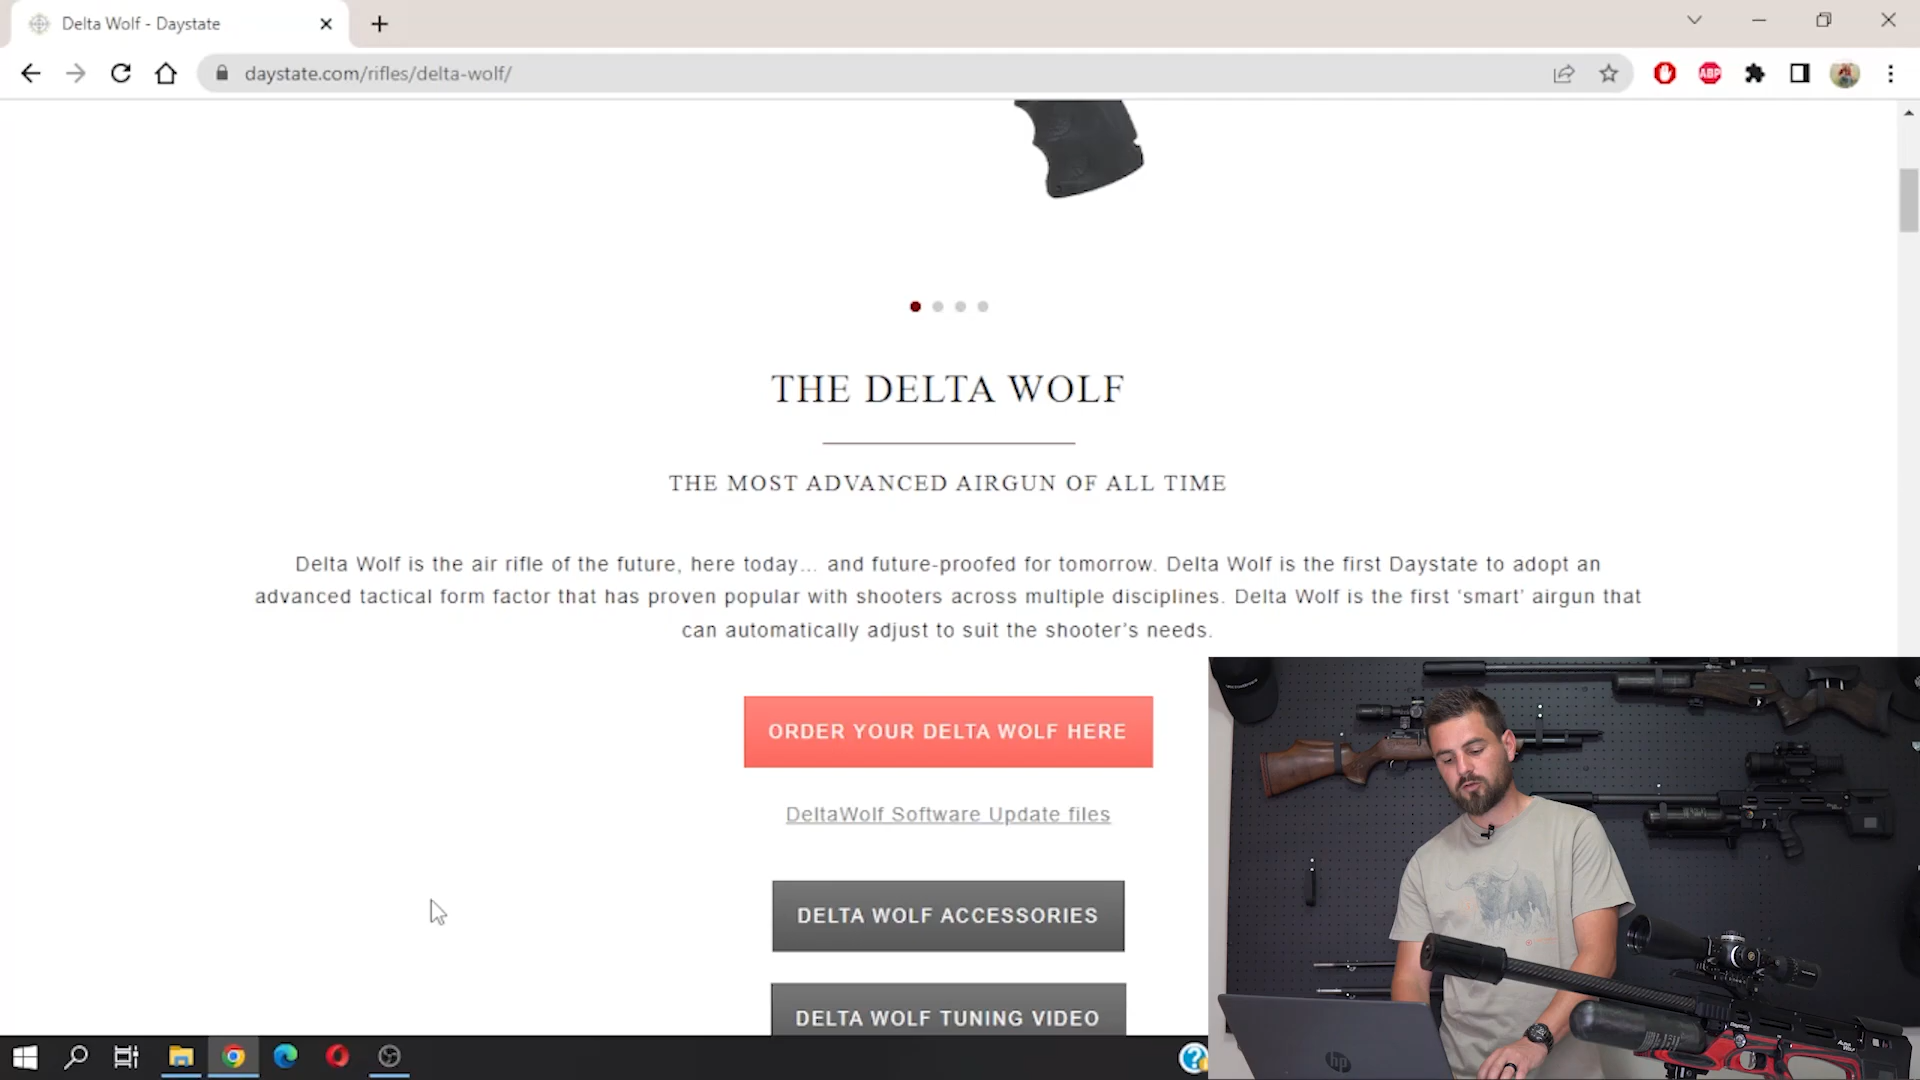 Delta Wolf - Daystate
daystate.com/rifles/delta-wolf/
ABP
THE DELTA WOLF
THE MOST ADVANCED AIRGUN OF ALL TIME
Delta Wolf is the air rifle of the future, here today... and future-proofed for tomorrow. Delta Wolf is the first Daystate to adopt an
advanced tactical form factor that has proven popular with shooters across multiple disciplines. Delta Wolf is the first ‘smart’ airgun that
can automatically adjust to suit the shooter’s needs.
ORDER YOUR DELTA WOLF HERE
DeltaWolf Software Update files
DELTA WOLF ACCESSORIES
DELTA WOLF TUNING VIDEO
hp